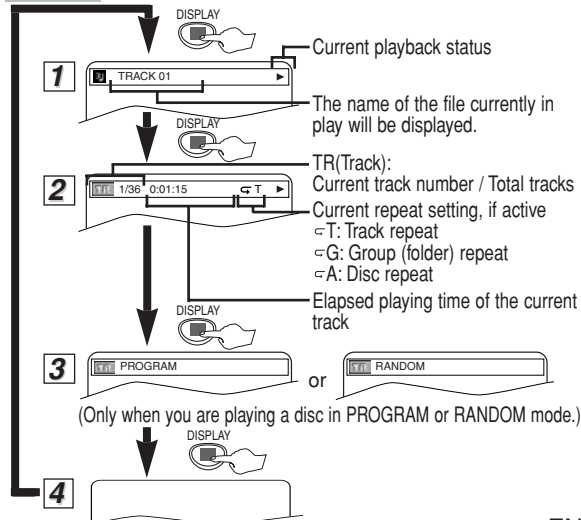 DISPLAY
Current playback status
1
TRACK 01
The name of the file currently in
play will be displayed.
DISPLAY
TR(Track):
Current track number / Total tracks
2
TR 1/36 0:01:15 T
Current repeat setting, if active
T: Track repeat
G: Group (folder) repeat
A: Disc repeat
Elapsed playing time of the current
track
DISPLAY
3
TR PROGRAM
or
TR RANDOM
(Only when you are playing a disc in PROGRAM or RANDOM mode.)
DISPLAY
4